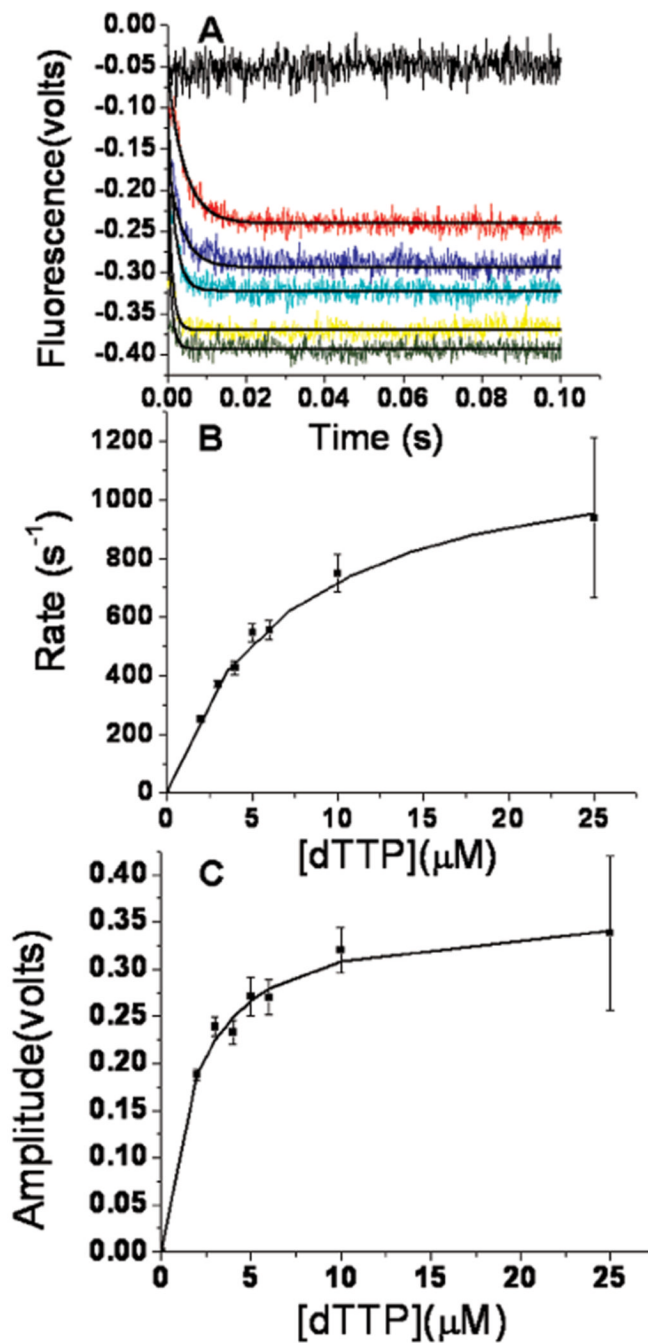 A
Fluorescence(volts)
-0.05
-0.10
-0.15
-0.20
-0.25
-0.30
-0.35
-0.40
0.00 0.02 0.04 0.06 0.08 0.10
Time (s)
B
Rate (s⁻¹)
1200
1000
800
600
400
200
0
0 5 10 15 20 25
[dTTP](μM)
C
Amplitude(volts)
0.40
0.35
0.30
0.25
0.20
0.15
0.10
0.05
0.00
0 5 10 15 20 25
[dTTP](μM)